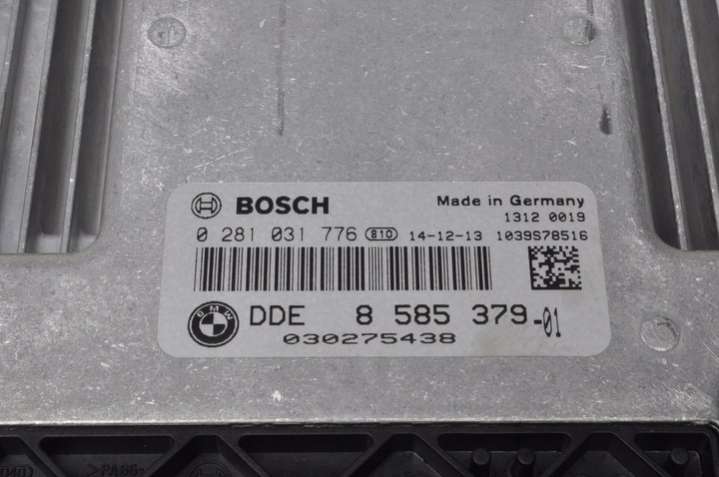 BOSCH Made in Germany
1312 0019
0 281 031 776 810 14-12-13 1039S78516
BMW DDE 8 585 379-01
030275438